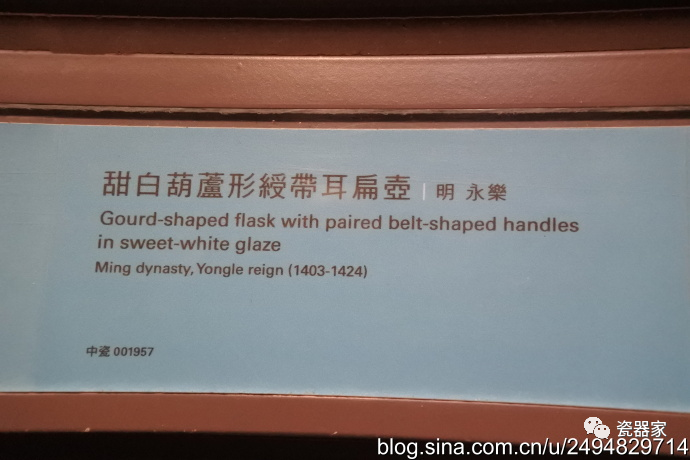 甜白葫蘆形綬帶耳扁壺 | 明 永樂
Gourd-shaped flask with paired belt-shaped handles
in sweet-white glaze
Ming dynasty, Yongle reign (1403-1424)
中瓷 001957
瓷器家
blog.sina.com.cn/u/2494829714